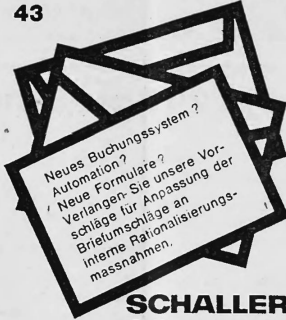 43
Neues Buchungssystem ?
Automation ?
Neue Formulare ?
Verlangen Sie unsere Vor-
schläge für Anpassung der
Briefumschläge an
interne Rationalisierungs-
massnahmen.
SCHALLER